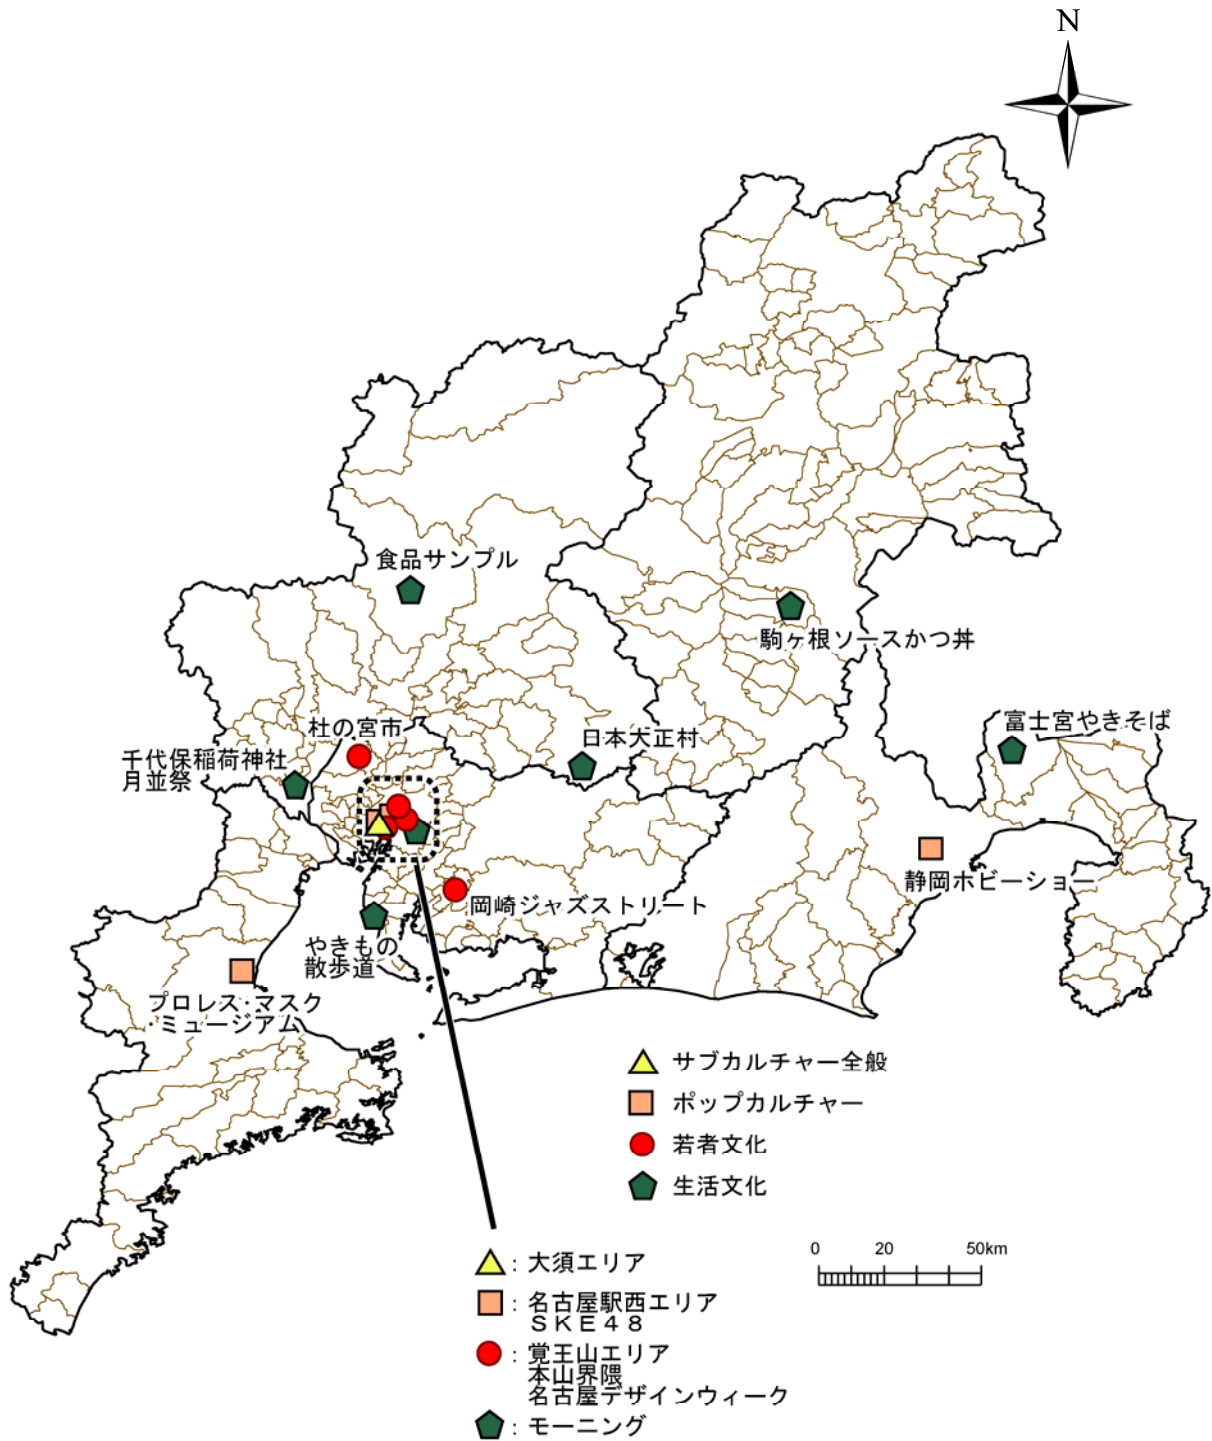 N
食品サンプル
駒ヶ根ソースかつ丼
杜の宮市
富士宮やきそば
日本大正村
千代保稲荷神社
月並祭
静岡ホビーショー
岡崎ジャズストリート
やきもの
散歩道
プロレス・マスク
・ミュージアム
サブカルチャー全般
ポップカルチャー
若者文化
生活文化
0 20 50km
：大須エリア
：名古屋駅西エリア
ＳＫＥ４８
：覚王山エリア
本山界隈
名古屋デザインウィーク
：モーニング